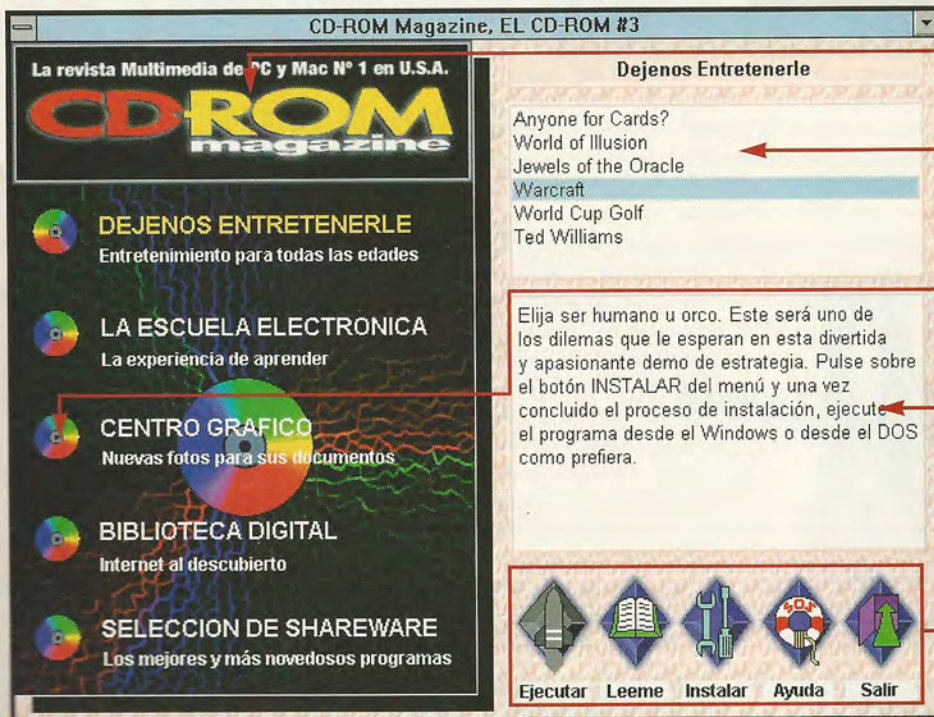 CD-ROM Magazine, EL CD-ROM #3
La revista Multimedia de PC y Mac Nº 1 en U.S.A.
CD-ROM
magazine
DEJENOS ENTRETENERLE
Entretenimiento para todas las edades
LA ESCUELA ELECTRONICA
La experiencia de aprender
CENTRO GRAFICO
Nuevas fotos para sus documentos
BIBLIOTECA DIGITAL
Internet al descubierto
SELECCION DE SHAREWARE
Los mejores y más novedosos programas
Dejenos Entretenerle
Anyone for Cards?
World of Illusion
Jewels of the Oracle
Warcraft
World Cup Golf
Ted Williams
Elija ser humano u orco. Este será uno de
los dilemas que le esperan en esta divertida
y apasionante demo de estrategia. Pulse sobre
el botón INSTALAR del menú y una vez
concluido el proceso de instalación, ejecute
el programa desde el Windows o desde el DOS
como prefiera.
SOS
Ejecutar Leeme Instalar Ayuda Salir